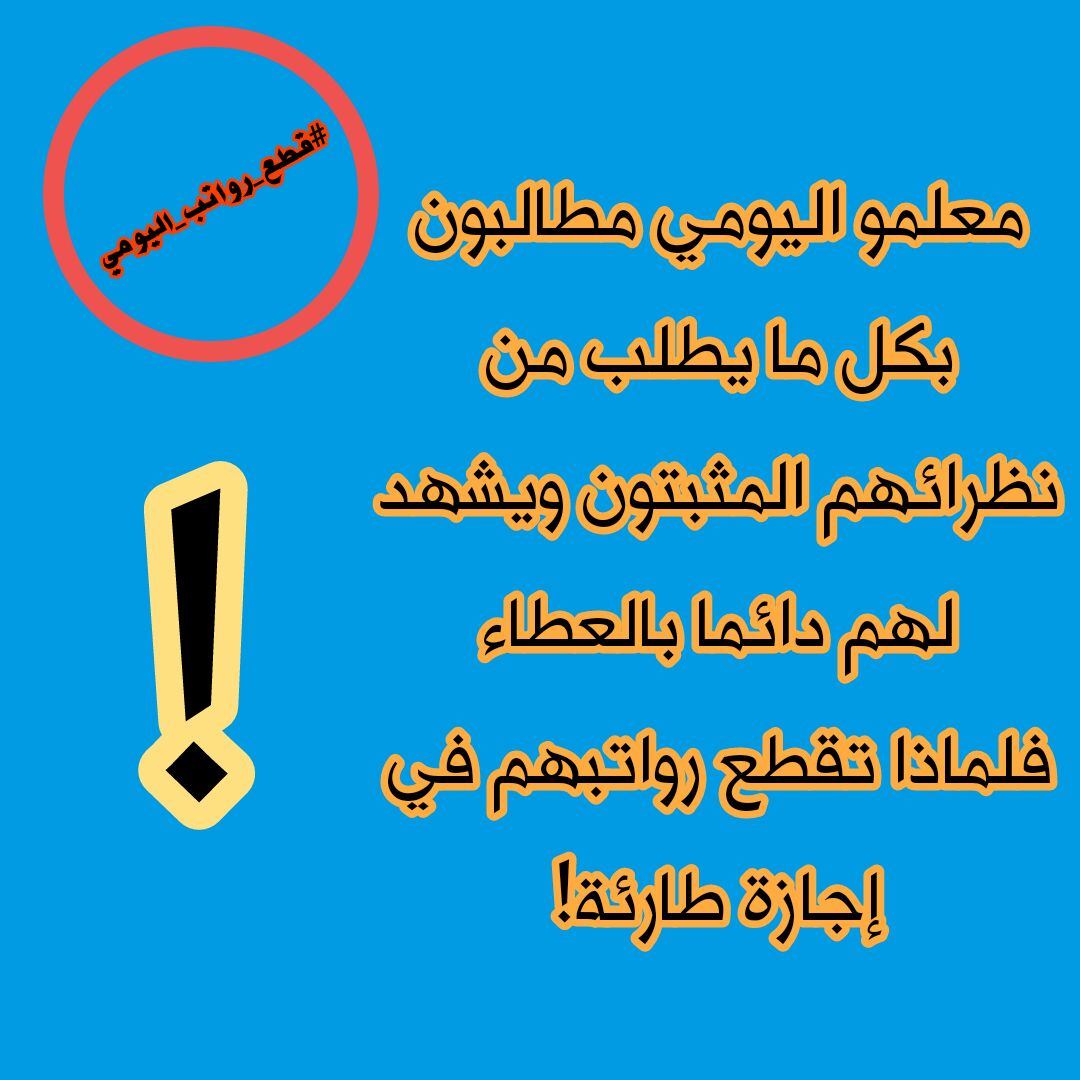 #قطع_رواتب_اليومي
معلمو اليومي مطالبون
بكل ما يطلب من
نظرائهم المثبتون ويشهد
لهم دائما بالعطاء
فلماذا تقطع رواتبهم في
إجازة طارئة!
!